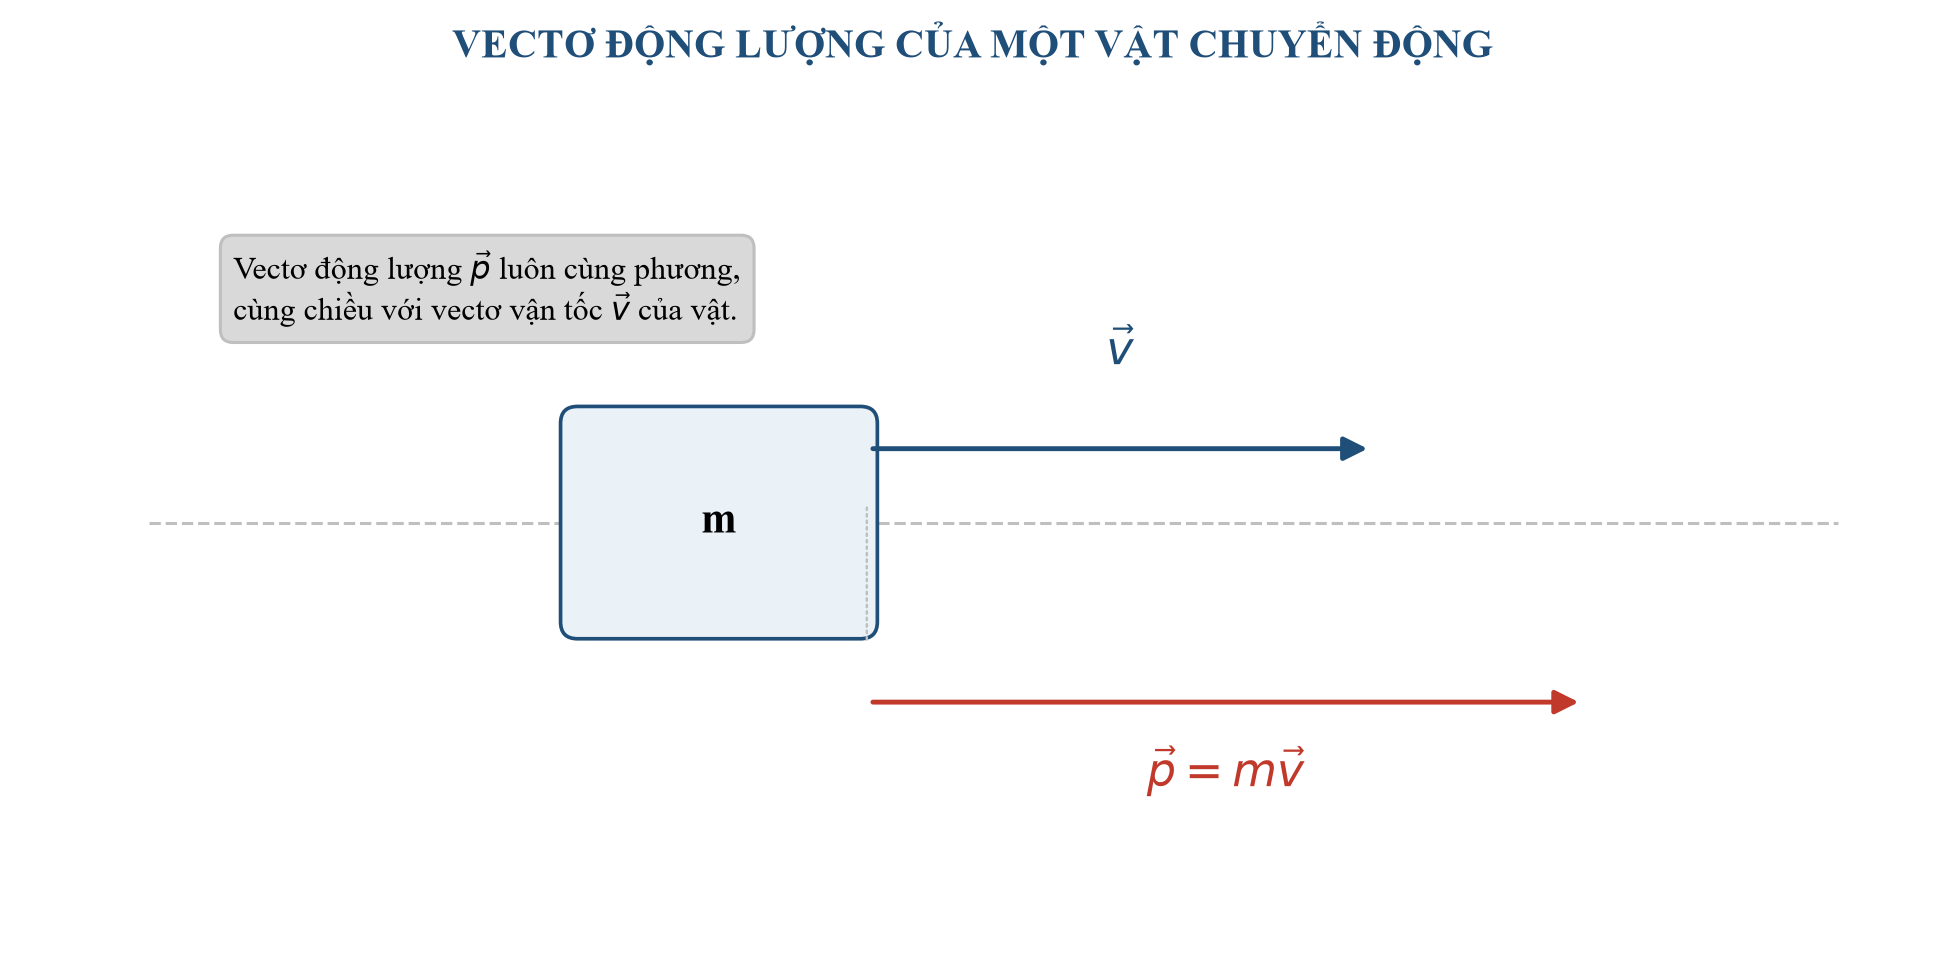 VECTƠ ĐỘNG LƯỢNG CỦA MỘT VẬT CHUYỂN ĐỘNG
Vectơ động lượng p⃗ luôn cùng phương,
cùng chiều với vectơ vận tốc v⃗ của vật.
v⃗
m
p⃗ = mv⃗